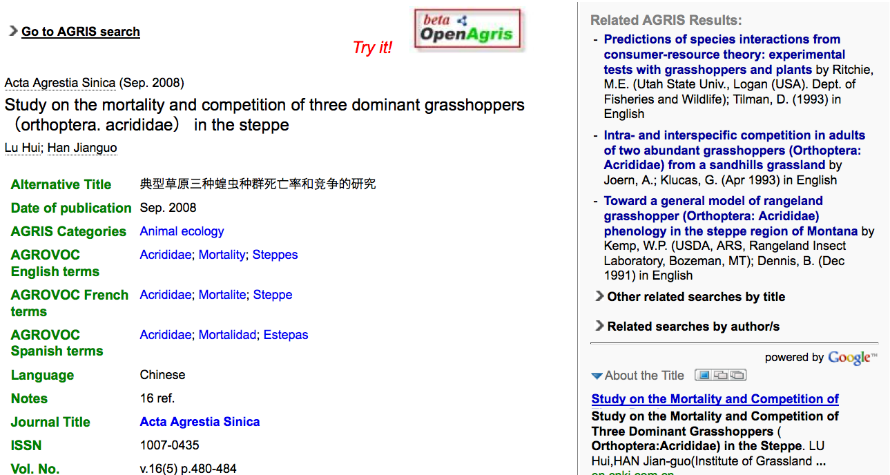 Go to AGRIS search
Try it!
beta
OpenAgris
Acta Agrestia Sinica (Sep. 2008)
Study on the mortality and competition of three dominant grasshoppers
（orthoptera. acrididae） in the steppe
Lu Hui; Han Jianguo
Alternative Title 典型草原三种蝗虫种群死亡率和竞争的研究
Date of publication Sep. 2008
AGRIS Categories Animal ecology
AGROVOC Acrididae; Mortality; Steppes
English terms
AGROVOC French Acrididae; Mortalite; Steppe
terms
AGROVOC Acrididae; Mortalidad; Estepas
Spanish terms
Language Chinese
Notes 16 ref.
Journal Title Acta Agrestia Sinica
ISSN 1007-0435
Vol. No. v.16(5) p.480-484
Related AGRIS Results:
- Predictions of species interactions from
consumer-resource theory: experimental
tests with grasshoppers and plants by Ritchie,
M.E. (Utah State Univ., Logan (USA). Dept. of
Fisheries and Wildlife); Tilman, D. (1993) in
English
- Intra- and interspecific competition in adults
of two abundant grasshoppers (Orthoptera:
Acrididae) from a sandhills grassland by
Joern, A.; Klucas, G. (Apr 1993) in English
- Toward a general model of rangeland
grasshopper (Orthoptera: Acrididae)
phenology in the steppe region of Montana by
Kemp, W.P. (USDA, ARS, Rangeland Insect
Laboratory, Bozeman, MT); Dennis, B. (Dec
1991) in English
Other related searches by title
Related searches by author/s
powered by Google™
About the Title
Study on the Mortality and Competition of
Study on the Mortality and Competition of
Three Dominant Grasshoppers (
Orthoptera:Acrididae) in the Steppe. LU
Hui,HAN Jian-guo(Institute of Grassland ...